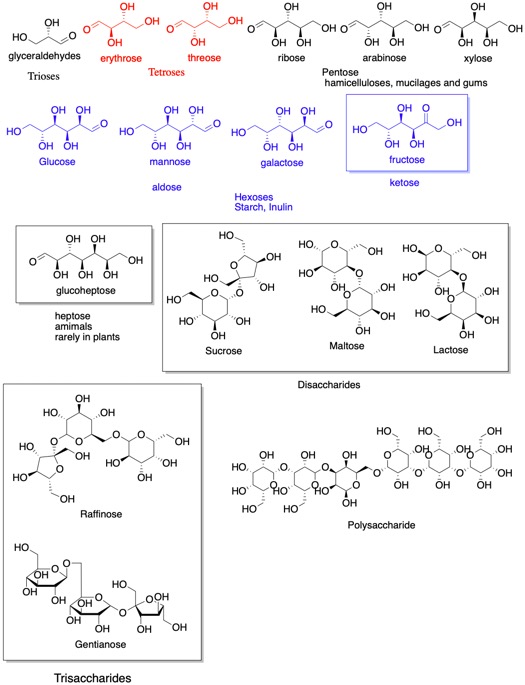 glyceraldehydes
Trioses
erythrose
threose
Tetroses
ribose
arabinose
xylose
Pentose
hamicelluloses, mucilages and gums
Glucose
mannose
galactose
fructose
aldose
ketose
Hexoses
Starch, Inulin
glucoheptose
heptose
amimals
rarely in plants
Sucrose
Maltose
Lactose
Disaccharides
Raffinose
Polysaccharide
Gentianose
Trisaccharides